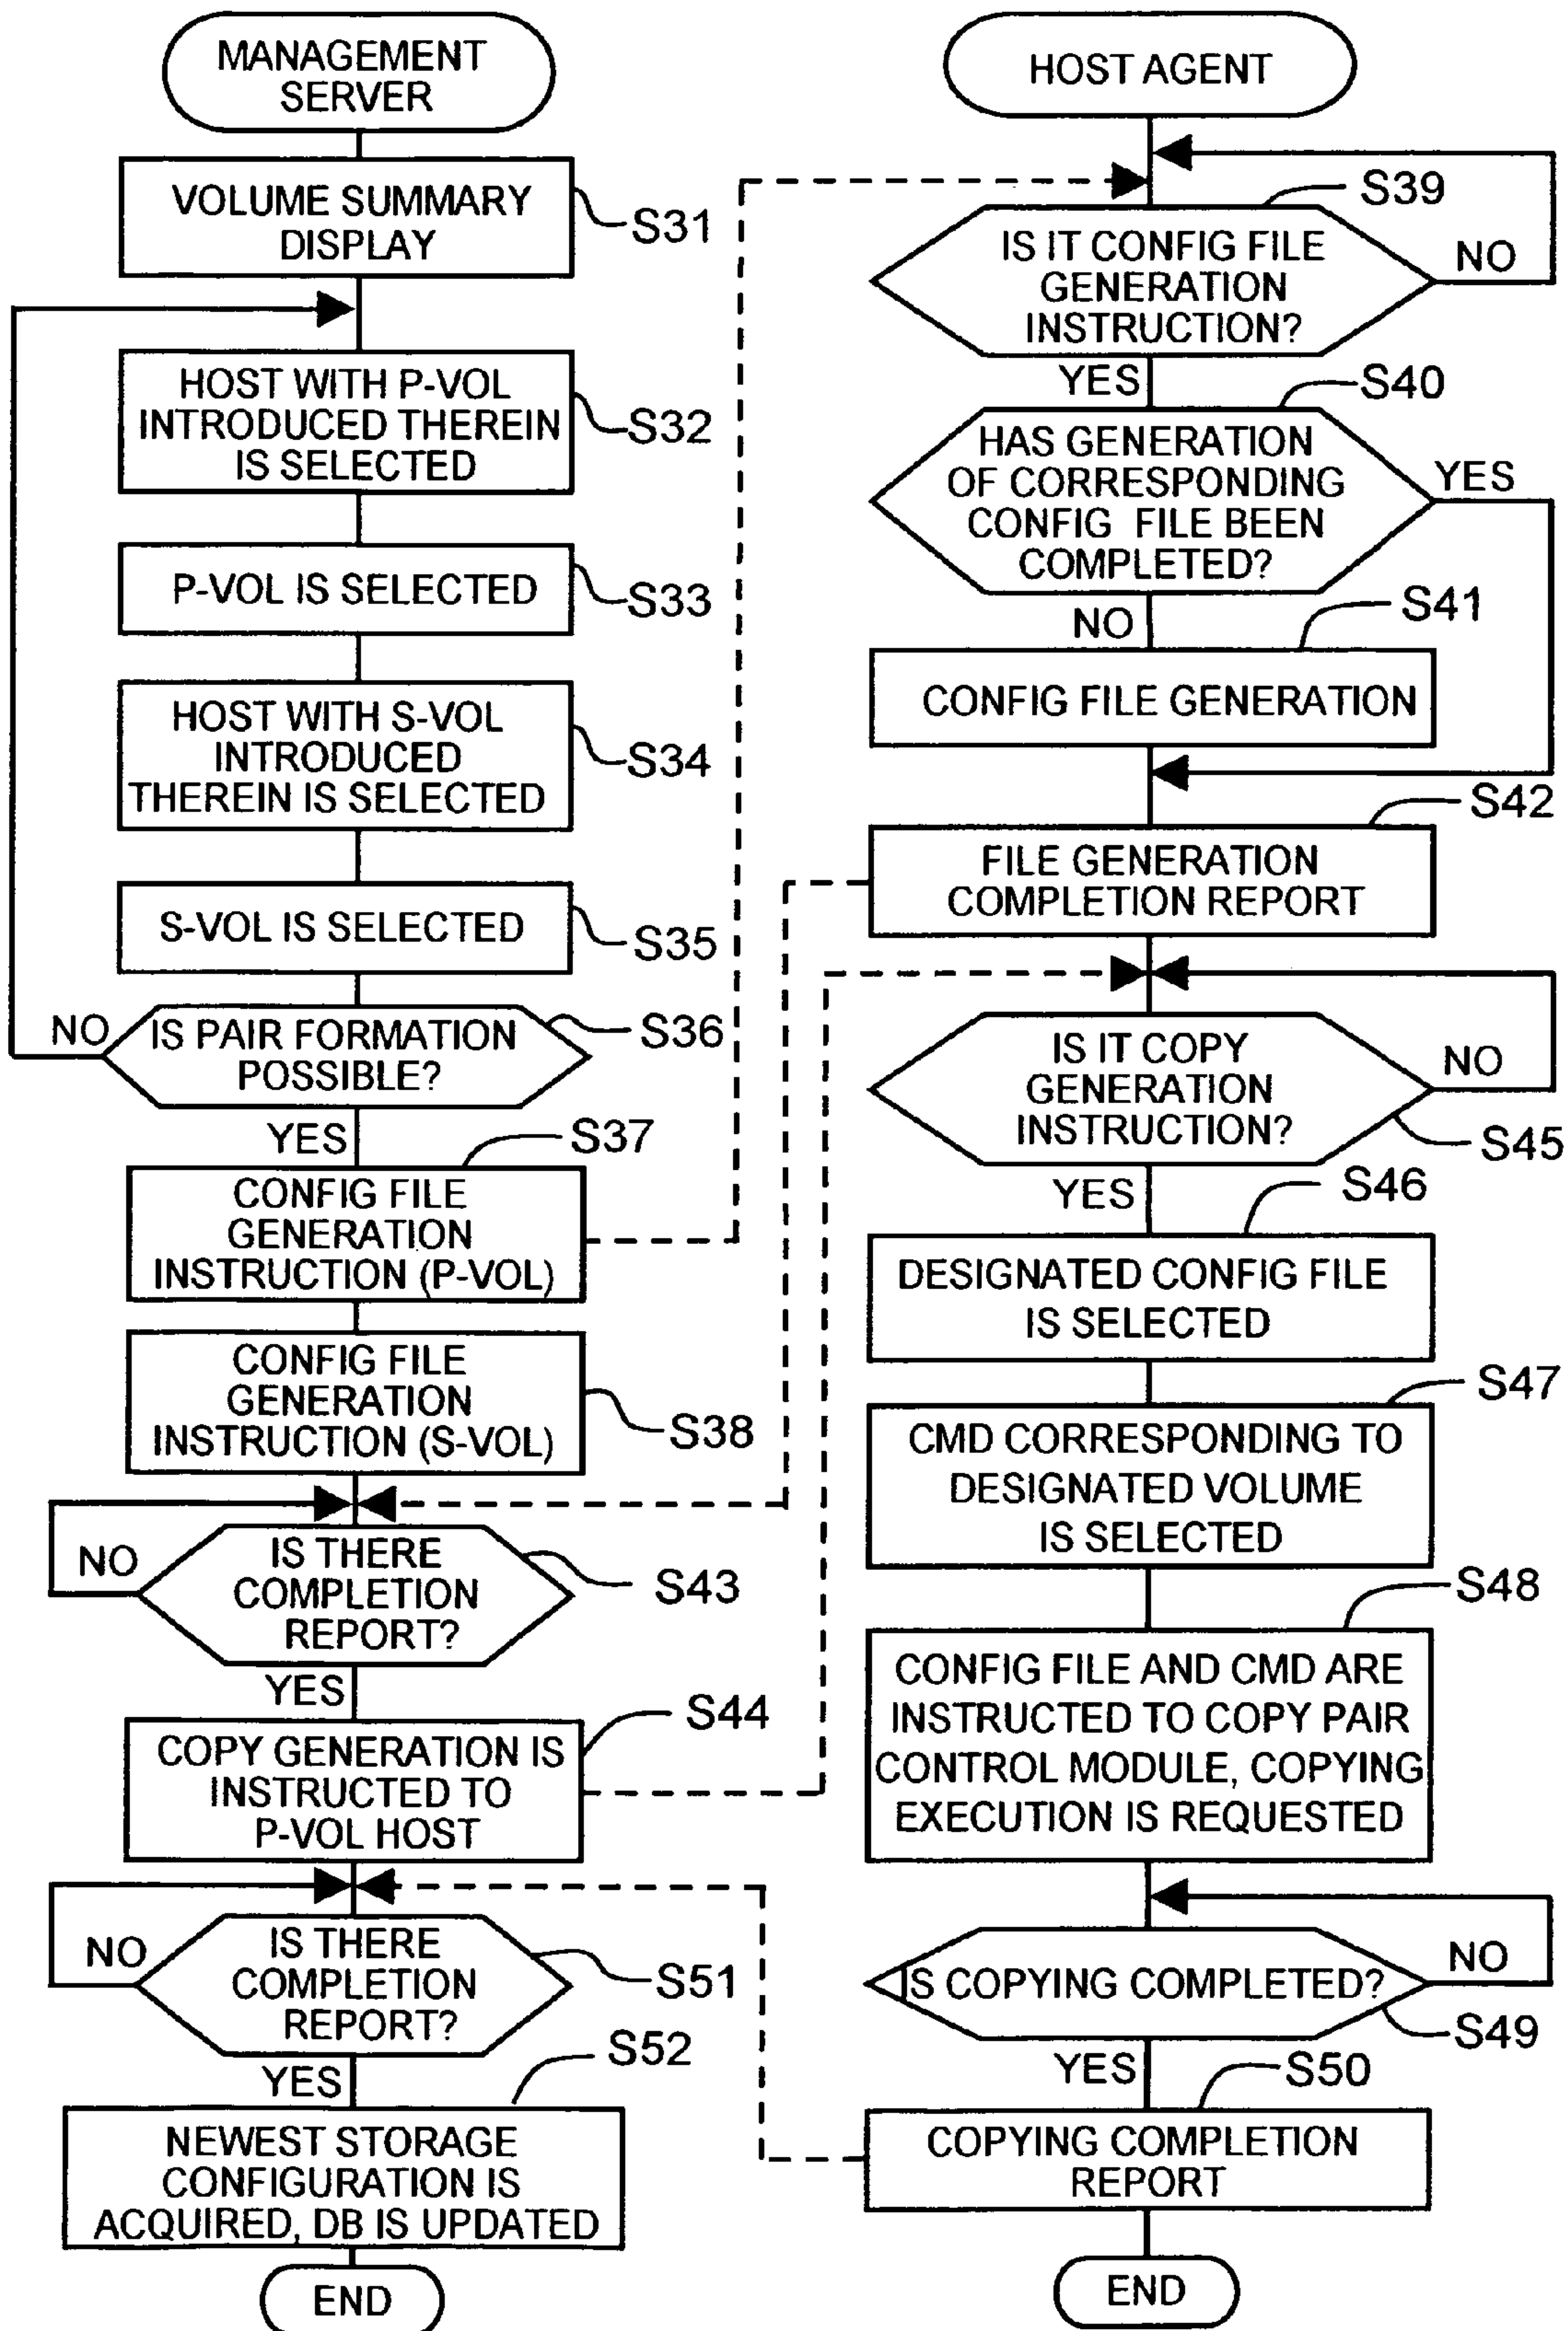 MANAGEMENT
SERVER
VOLUME SUMMARY
DISPLAY
S31
HOST WITH P-VOL
INTRODUCED THEREIN
IS SELECTED
S32
P-VOL IS SELECTED
S33
HOST WITH S-VOL
INTRODUCED
THEREIN IS SELECTED
S34
S-VOL IS SELECTED
S35
NO
IS PAIR FORMATION
POSSIBLE?
S36
YES
S37
CONFIG FILE
GENERATION
INSTRUCTION (P-VOL)
CONFIG FILE
GENERATION
INSTRUCTION (S-VOL)
S38
NO
IS THERE
COMPLETION
REPORT?
S43
YES
S44
COPY GENERATION IS
INSTRUCTED TO
P-VOL HOST
NO
IS THERE
COMPLETION
REPORT?
S51
YES
S52
NEWEST STORAGE
CONFIGURATION IS
ACQUIRED, DB IS UPDATED
END
HOST AGENT
S39
IS IT CONFIG FILE
GENERATION
INSTRUCTION?
NO
YES
S40
HAS GENERATION
OF CORRESPONDING
CONFIG FILE BEEN
COMPLETED?
YES
NO
S41
CONFIG FILE GENERATION
S42
FILE GENERATION
COMPLETION REPORT
IS IT COPY
GENERATION
INSTRUCTION?
NO
S45
YES
S46
DESIGNATED CONFIG FILE
IS SELECTED
S47
CMD CORRESPONDING TO
DESIGNATED VOLUME
IS SELECTED
S48
CONFIG FILE AND CMD ARE
INSTRUCTED TO COPY PAIR
CONTROL MODULE, COPYING
EXECUTION IS REQUESTED
IS COPYING COMPLETED?
NO
S49
YES
S50
COPYING COMPLETION
REPORT
END